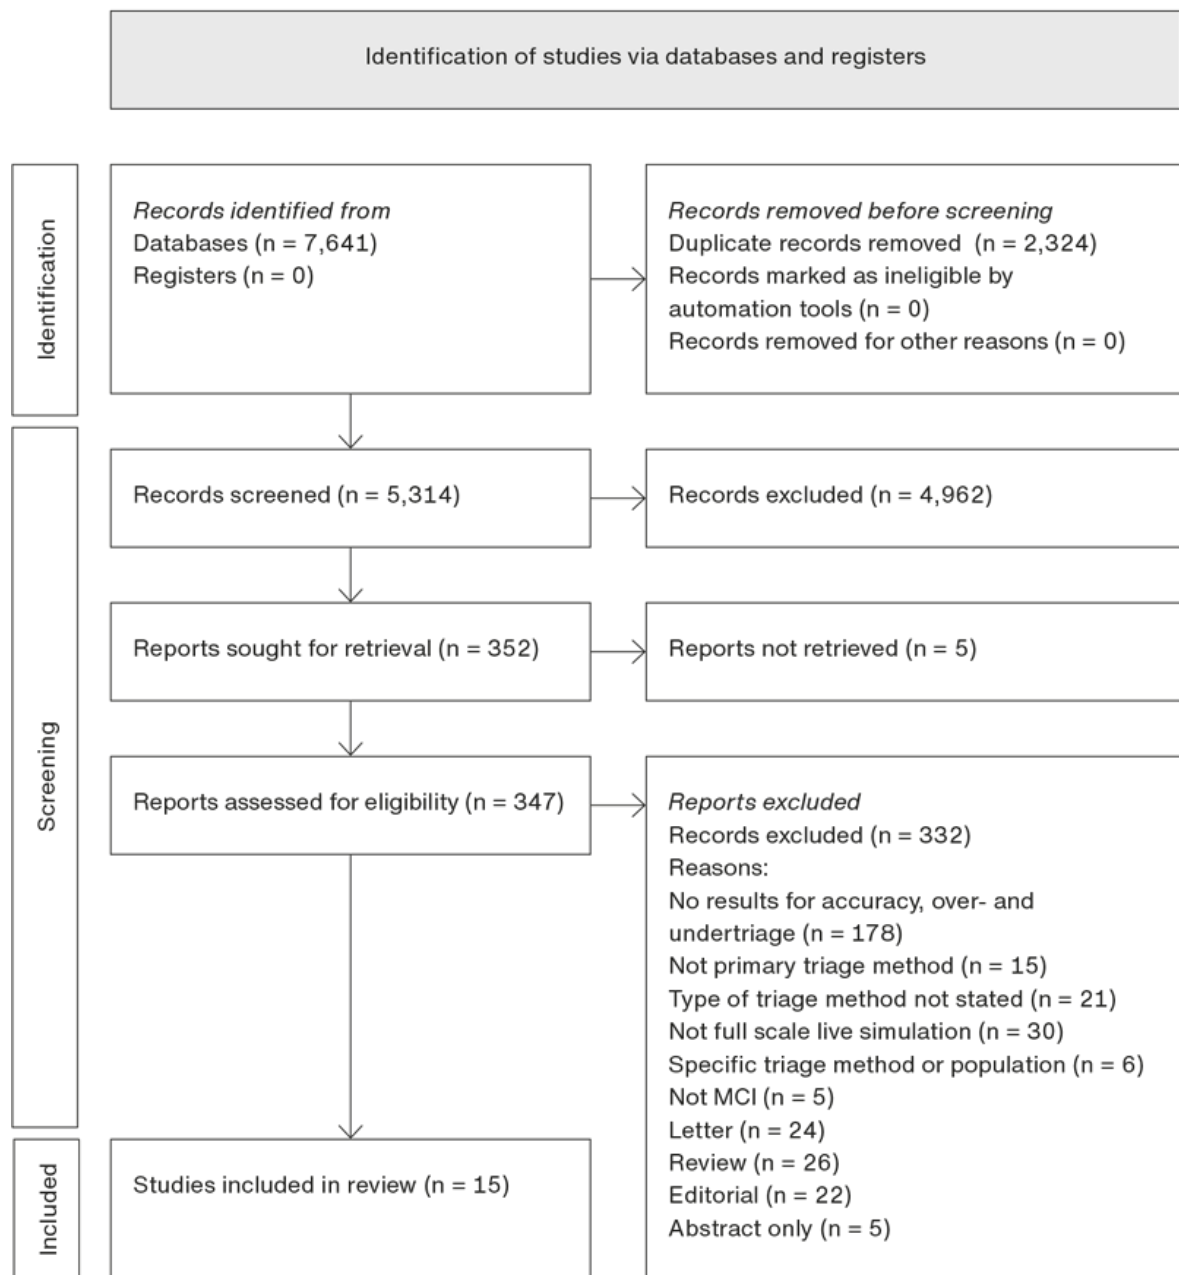 Identification of studies via databases and registers
Identification
Records identified from
Databases (n = 7,641)
Registers (n = 0)
Records removed before screening
Duplicate records removed (n = 2,324)
Records marked as ineligible by
automation tools (n = 0)
Records removed for other reasons (n = 0)
Screening
Records screened (n = 5,314)
Records excluded (n = 4,962)
Reports sought for retrieval (n = 352)
Reports not retrieved (n = 5)
Reports assessed for eligibility (n = 347)
Reports excluded
Records excluded (n = 332)
Reasons:
No results for accuracy, over- and
undertriage (n = 178)
Not primary triage method (n = 15)
Type of triage method not stated (n = 21)
Not full scale live simulation (n = 30)
Specific triage method or population (n = 6)
Not MCI (n = 5)
Letter (n = 24)
Review (n = 26)
Editorial (n = 22)
Abstract only (n = 5)
Included
Studies included in review (n = 15)